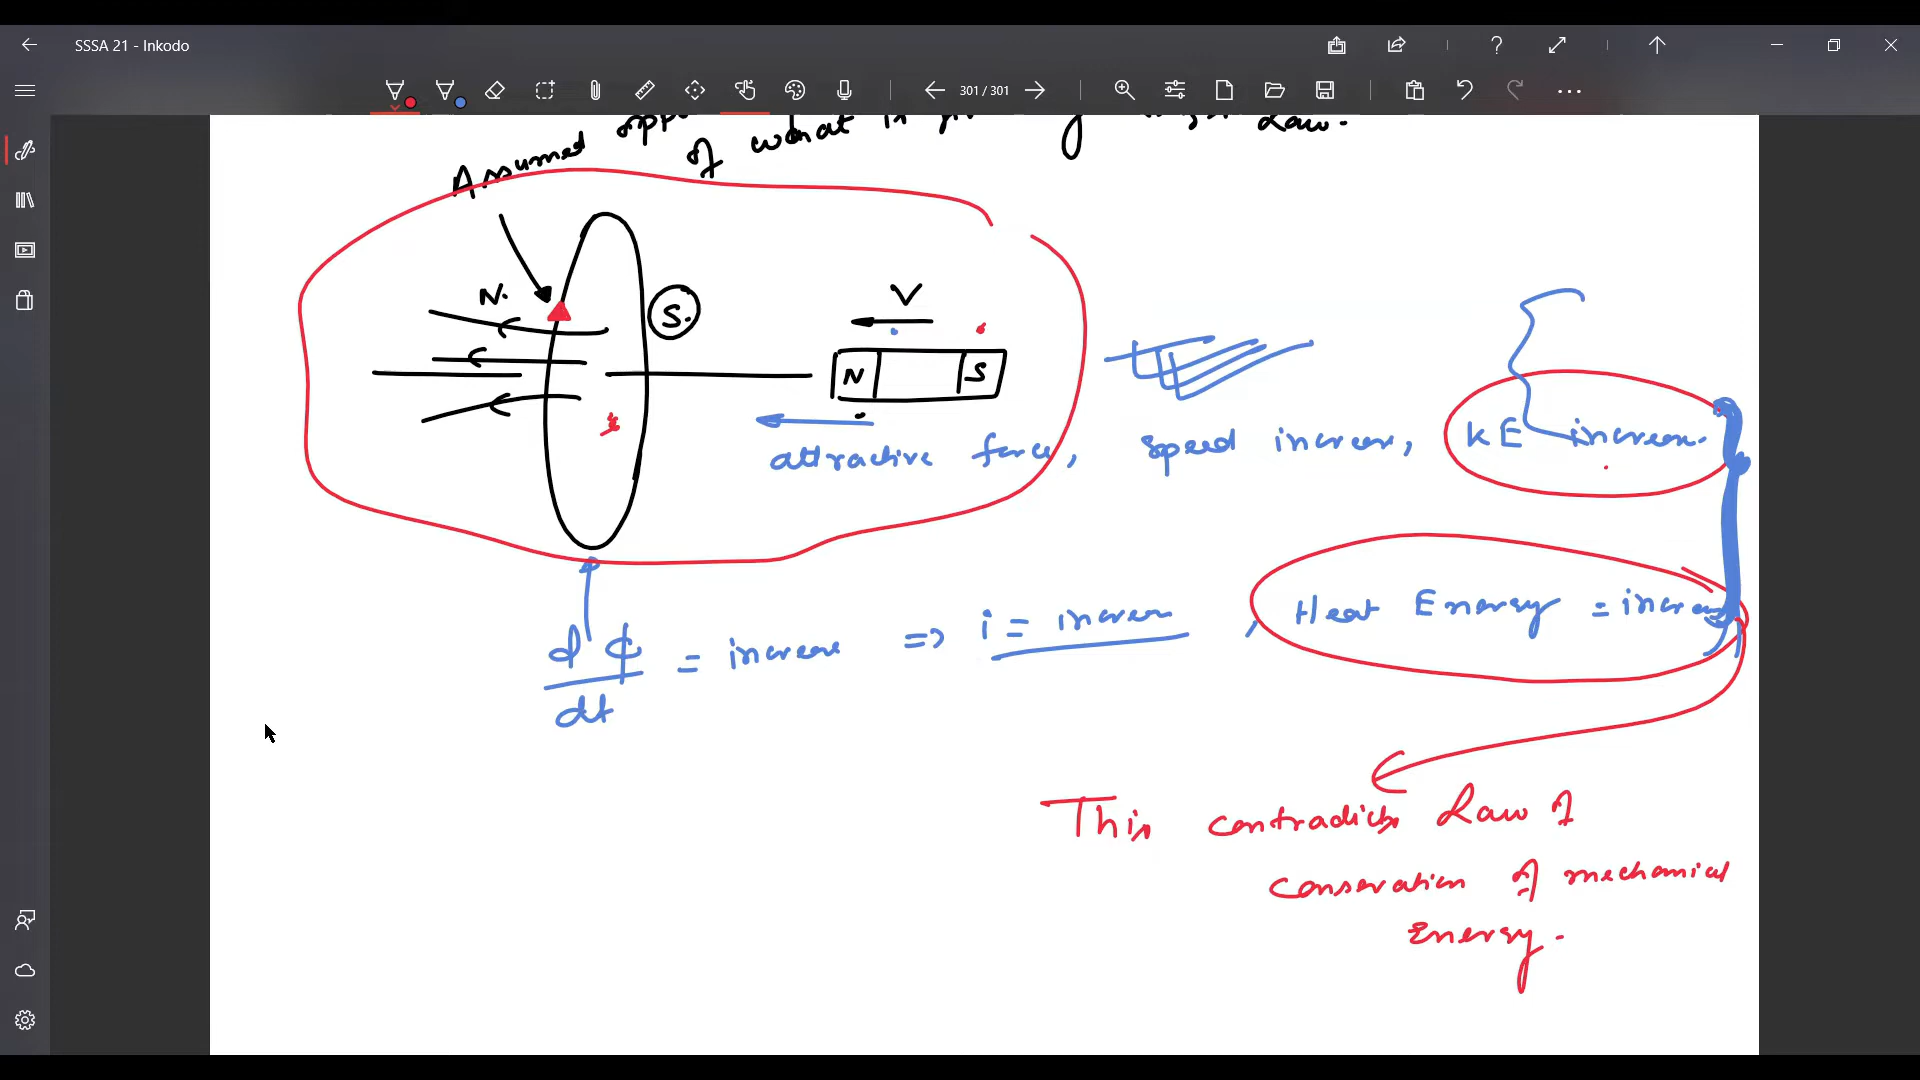 SSSA 21 - Inkodo
301 / 301
Assumed
of what is Law.
N.
S.
V
N
S
attractive force, speed increase, KE increase.
dϕ/dt = increase => i = increase, Heat Energy = increase
This contradicts Law of
Conservation of mechanical
Energy.